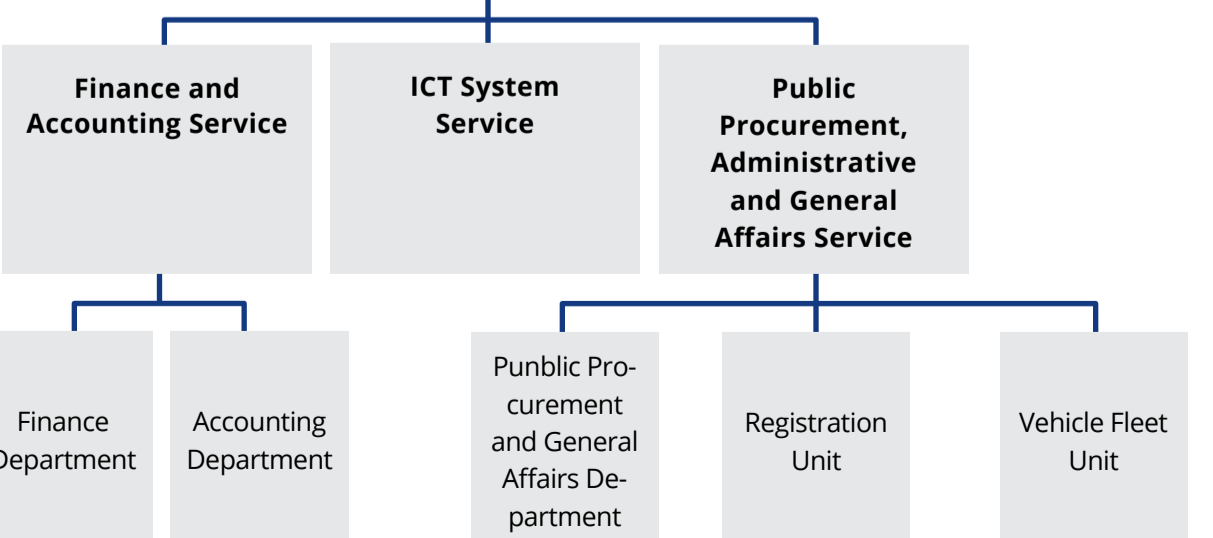 Finance and
Accounting Service
ICT System
Service
Public
Procurement,
Administrative
and General
Affairs Service
Finance
Department
Accounting
Department
Punblic Pro-
curement
and General
Affairs De-
partment
Registration
Unit
Vehicle Fleet
Unit